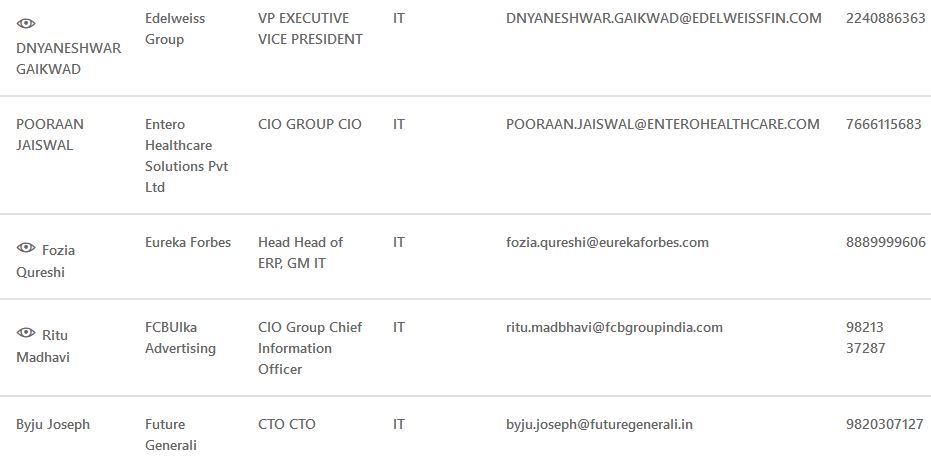 DNYANESHWAR GAIKWAD
Edelweiss Group
VP EXECUTIVE VICE PRESIDENT
IT
DNYANESHWAR.GAIKWAD@EDELWEISSFIN.COM
2240886363
POORAAN JAISWAL
Entero Healthcare Solutions Pvt Ltd
CIO GROUP CIO
IT
POORAAN.JAISWAL@ENTEROHEALTHCARE.COM
7666115683
Fozia Qureshi
Eureka Forbes
Head Head of ERP, GM IT
IT
fozia.qureshi@eurekaforbes.com
8889999606
Ritu Madhavi
FCBUlka Advertising
CIO Group Chief Information Officer
IT
ritu.madbhavi@fcbgroupindia.com
98213 37287
Byju Joseph
Future Generali
CTO CTO
IT
byju.joseph@futuregenerali.in
9820307127